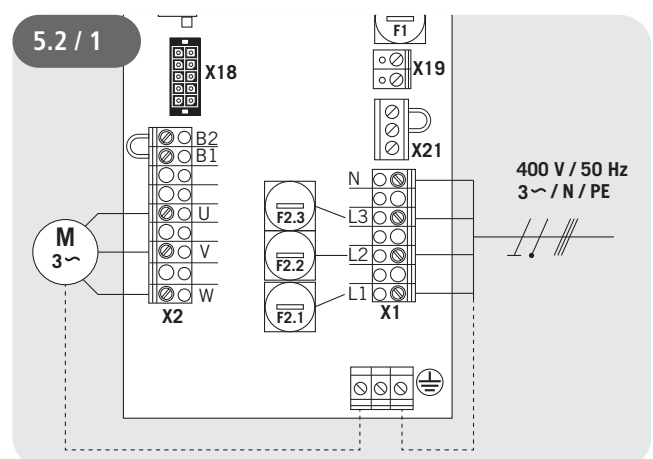 5.2 / 1
F1
X18
X19
B2
B1
X21
400 V / 50 Hz
3~ / N / PE
N
U
F2.3
L3
M
3~
V
F2.2
L2
W
F2.1
L1
X2
X1